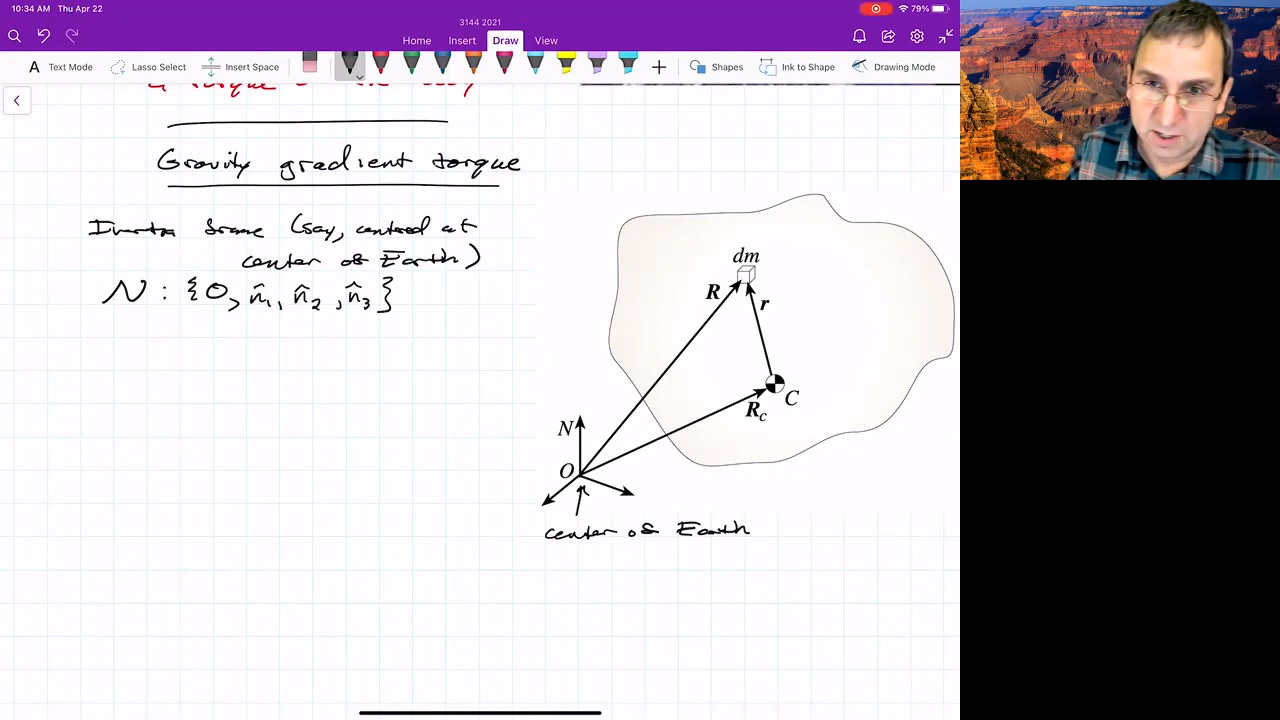 10:34 AM Thu Apr 22
79%
3144 2021
Home Insert Draw View
Text Mode Lasso Select Insert Space Shapes Ink to Shape Drawing Mode
Gravity gradient torque
frame (say, centered at
center of Earth)
N : {O, n̂1, n̂2, n̂3}
dm
R
r
C
Rc
N
O
center of Earth